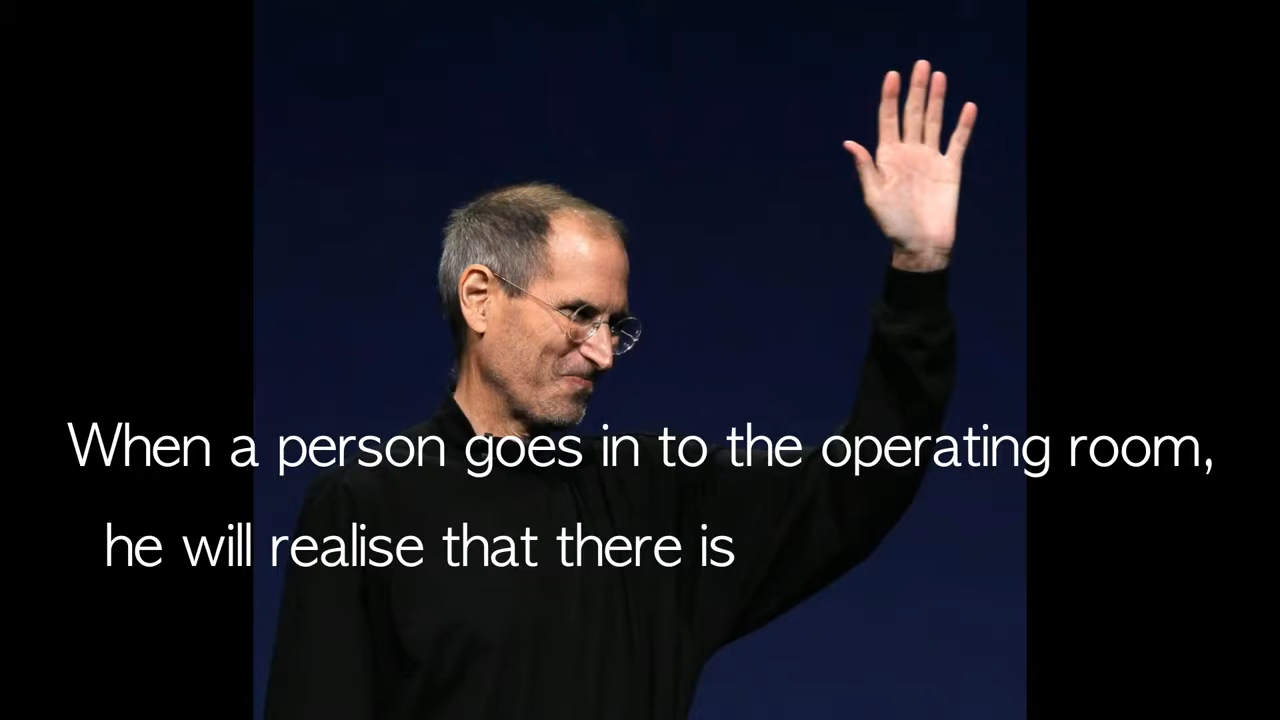 When a person goes in to the operating room,
he will realise that there is